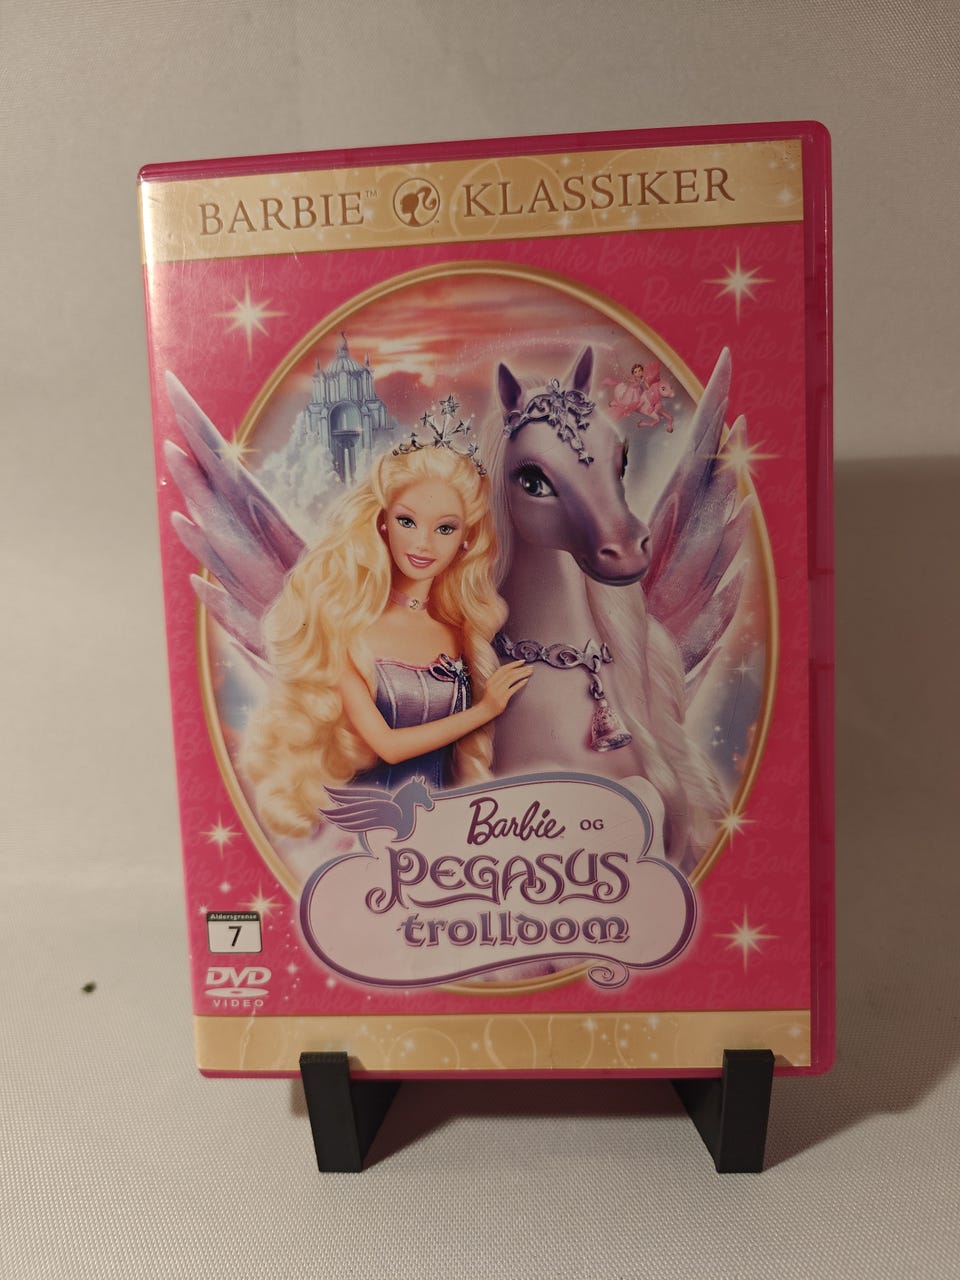 BARBIE™ KLASSIKER
Barbie OG
PEGASUS
trolldom
Aldersgrense
7
DVD
VIDEO